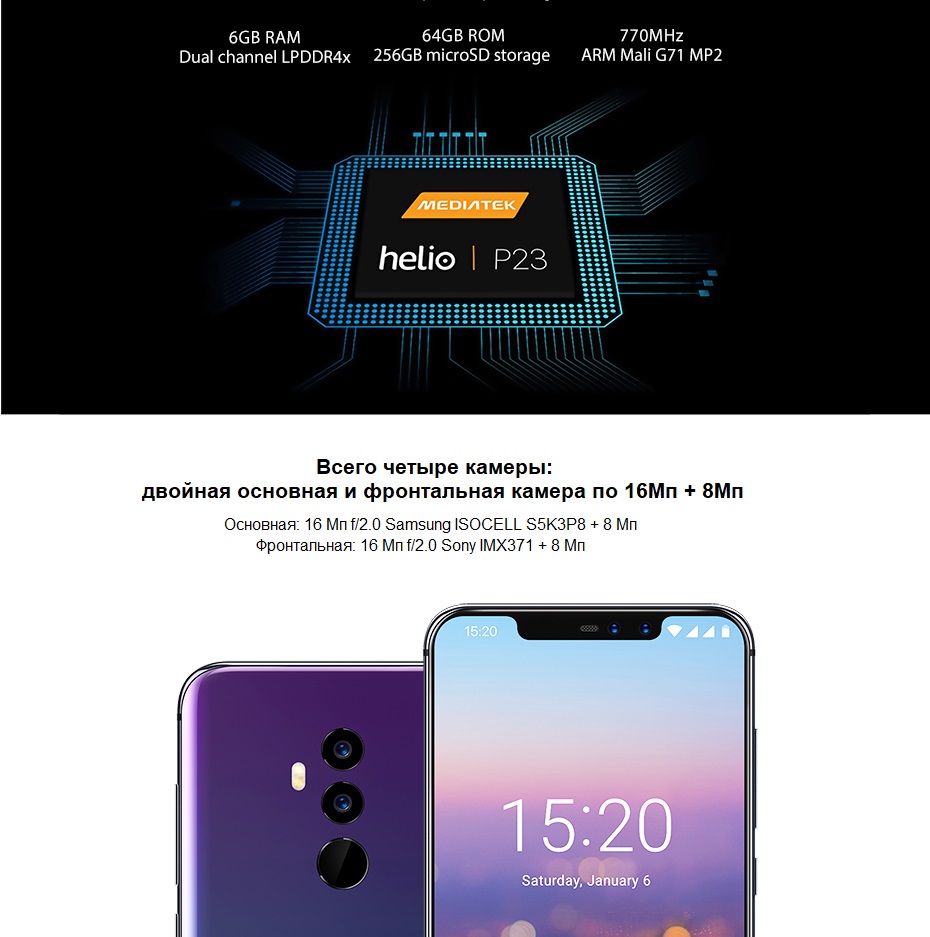 6GB RAM
Dual channel LPDDR4x
64GB ROM
256GB microSD storage
770MHz
ARM Mali G71 MP2
MEDIATEK
helio | P23
Всего четыре камеры:
двойная основная и фронтальная камера по 16Мп + 8Мп
Основная: 16 Мп f/2.0 Samsung ISOCELL S5K3P8 + 8 Мп
Фронтальная: 16 Мп f/2.0 Sony IMX371 + 8 Мп
15:20
15:20
Saturday, January 6